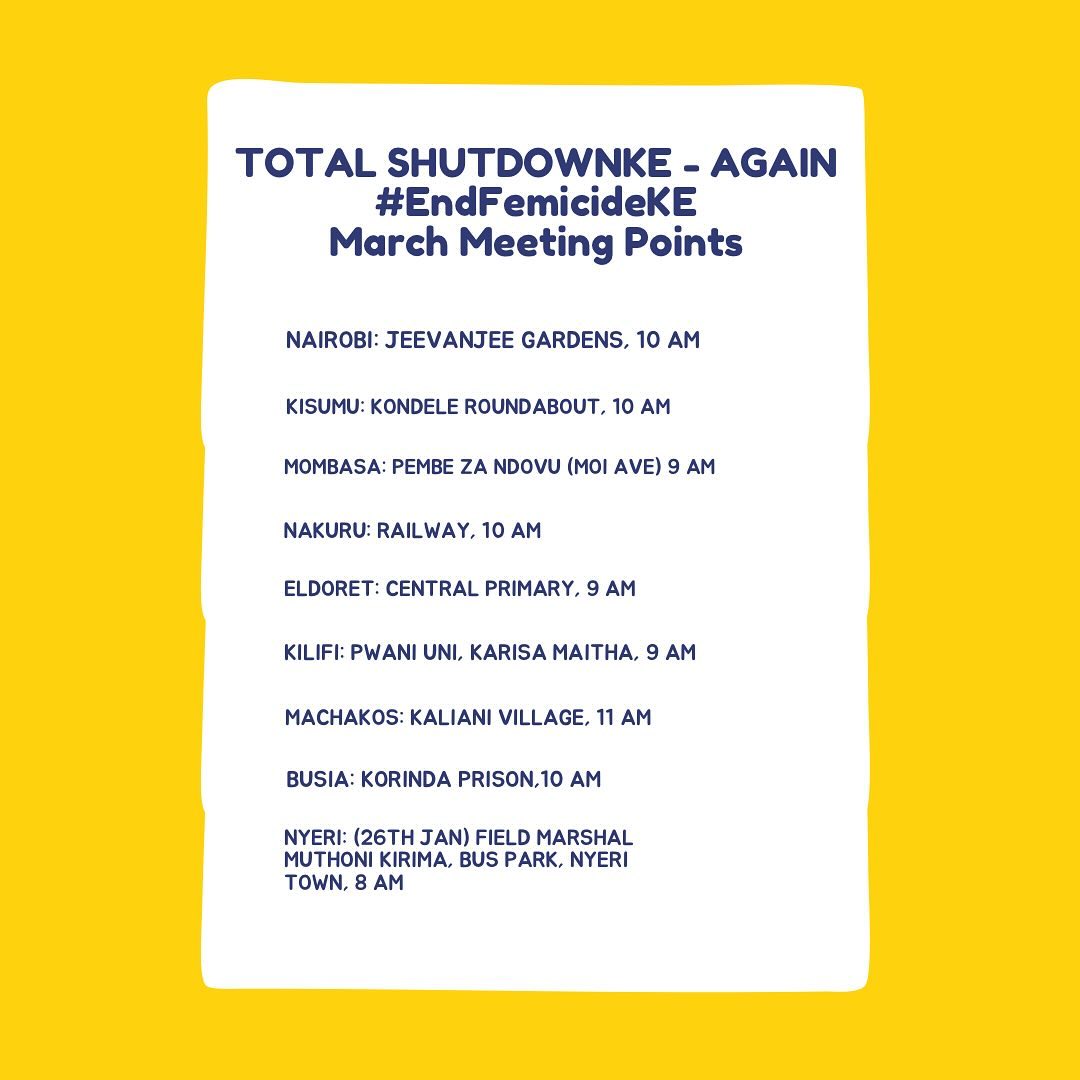 TOTAL SHUTDOWNKE - AGAIN
#EndFemicideKE
March Meeting Points
NAIROBI: JEEVANJEE GARDENS, 10 AM
KISUMU: KONDELE ROUNDABOUT, 10 AM
MOMBASA: PEMBE ZA NDOVU (MOI AVE) 9 AM
NAKURU: RAILWAY, 10 AM
ELDORET: CENTRAL PRIMARY, 9 AM
KILIFI: PWANI UNI, KARISA MAITHA, 9 AM
MACHAKOS: KALIANI VILLAGE, 11 AM
BUSIA: KORINDA PRISON,10 AM
NYERI: (26TH JAN) FIELD MARSHAL
MUTHONI KIRIMA, BUS PARK, NYERI
TOWN, 8 AM